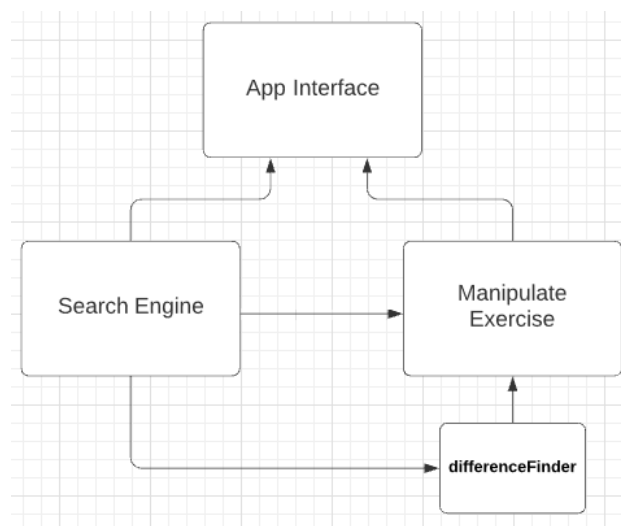 App Interface
Search Engine
Manipulate
Exercise
differenceFinder